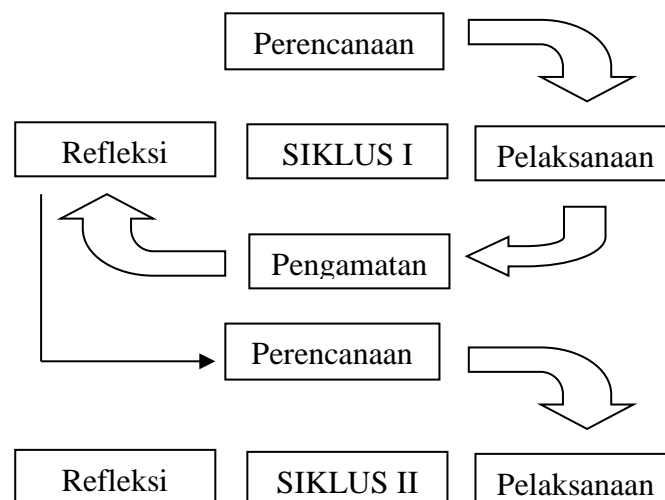 Perencanaan
Refleksi
SIKLUS I
Pelaksanaan
Pengamatan
Perencanaan
Refleksi
SIKLUS II
Pelaksanaan